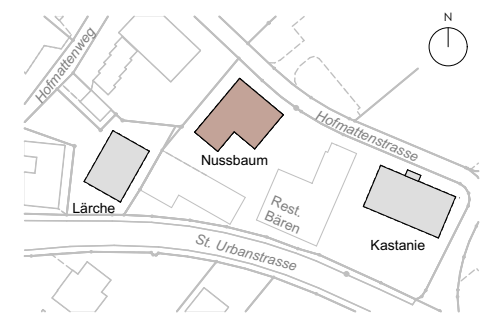 N
Hofmattenweg
Hofmattenstrasse
Nussbaum
Lärche
Rest.
Bären
Kastanie
St. Urbanstrasse